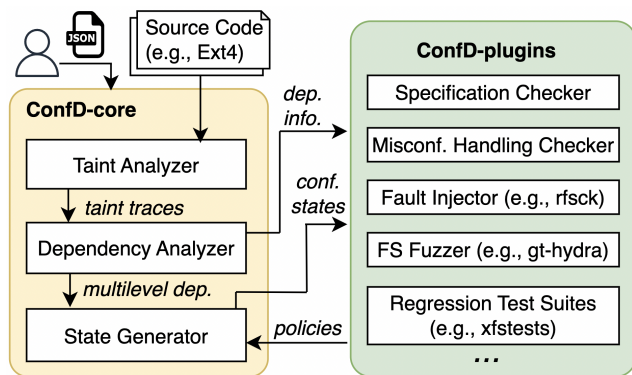 JSON
Source Code
(e.g., Ext4)
ConfD-core
Taint Analyzer
taint traces
Dependency Analyzer
multilevel dep.
State Generator
dep.
info.
conf.
states
policies
ConfD-plugins
Specification Checker
Misconf. Handling Checker
Fault Injector (e.g., rfsck)
FS Fuzzer (e.g., gt-hydra)
Regression Test Suites
(e.g., xfstests)
...